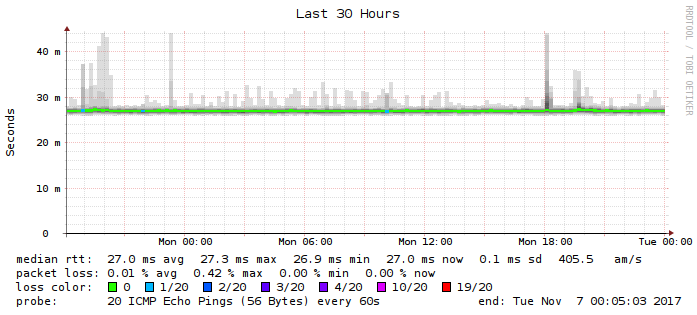 Last 30 Hours
RRDTOOL / TOBI OETIKER
Seconds
40 m
30 m
20 m
10 m
0
Mon 00:00 Mon 06:00 Mon 12:00 Mon 18:00 Tue 00:00
median rtt: 27.0 ms avg 27.3 ms max 26.9 ms min 27.0 ms now 0.1 ms sd 405.5 am/s
packet loss: 0.01 % avg 0.42 % max 0.00 % min 0.00 % now
loss color: 0 1/20 2/20 3/20 4/20 10/20 19/20
probe: 20 ICMP Echo Pings (56 Bytes) every 60s end: Tue Nov 7 00:05:03 2017